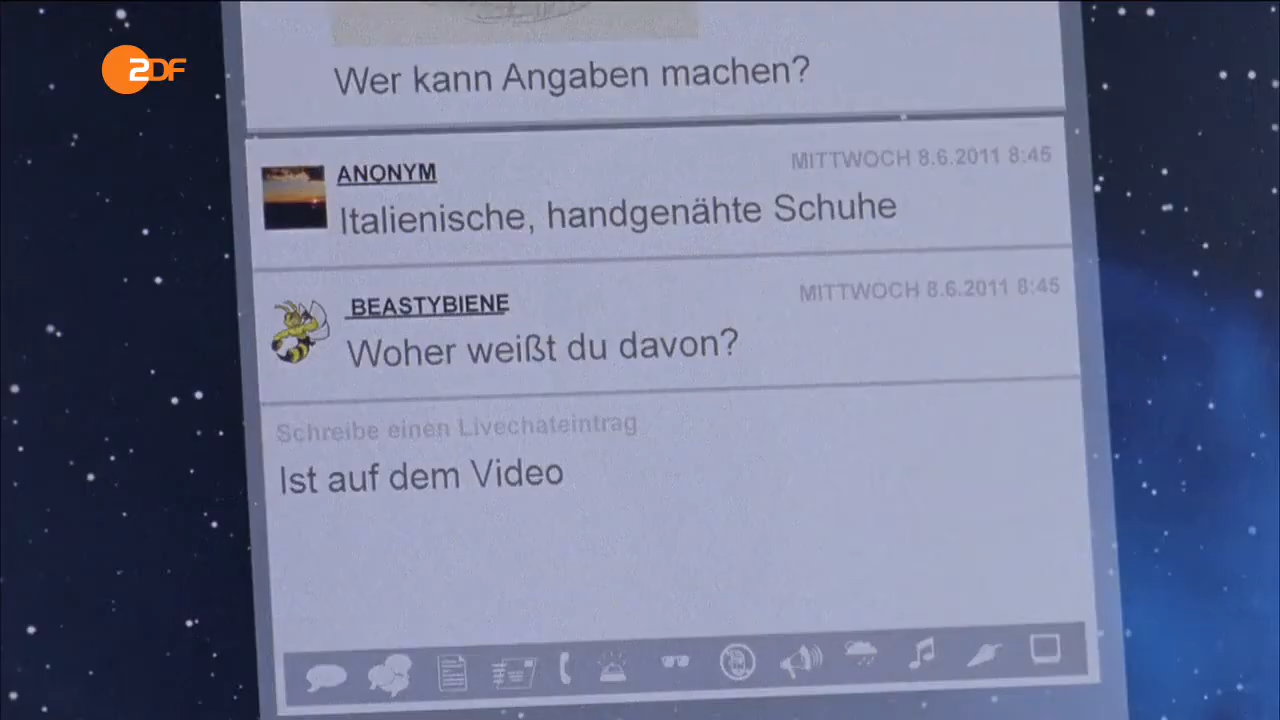 ZDF
Wer kann Angaben machen?
ANONYM
MITTWOCH 8.6.2011 8:45
Italienische, handgenähte Schuhe
BEASTYBIENE
MITTWOCH 8.6.2011 8:45
Woher weißt du davon?
Schreibe einen Livechateintrag
Ist auf dem Video